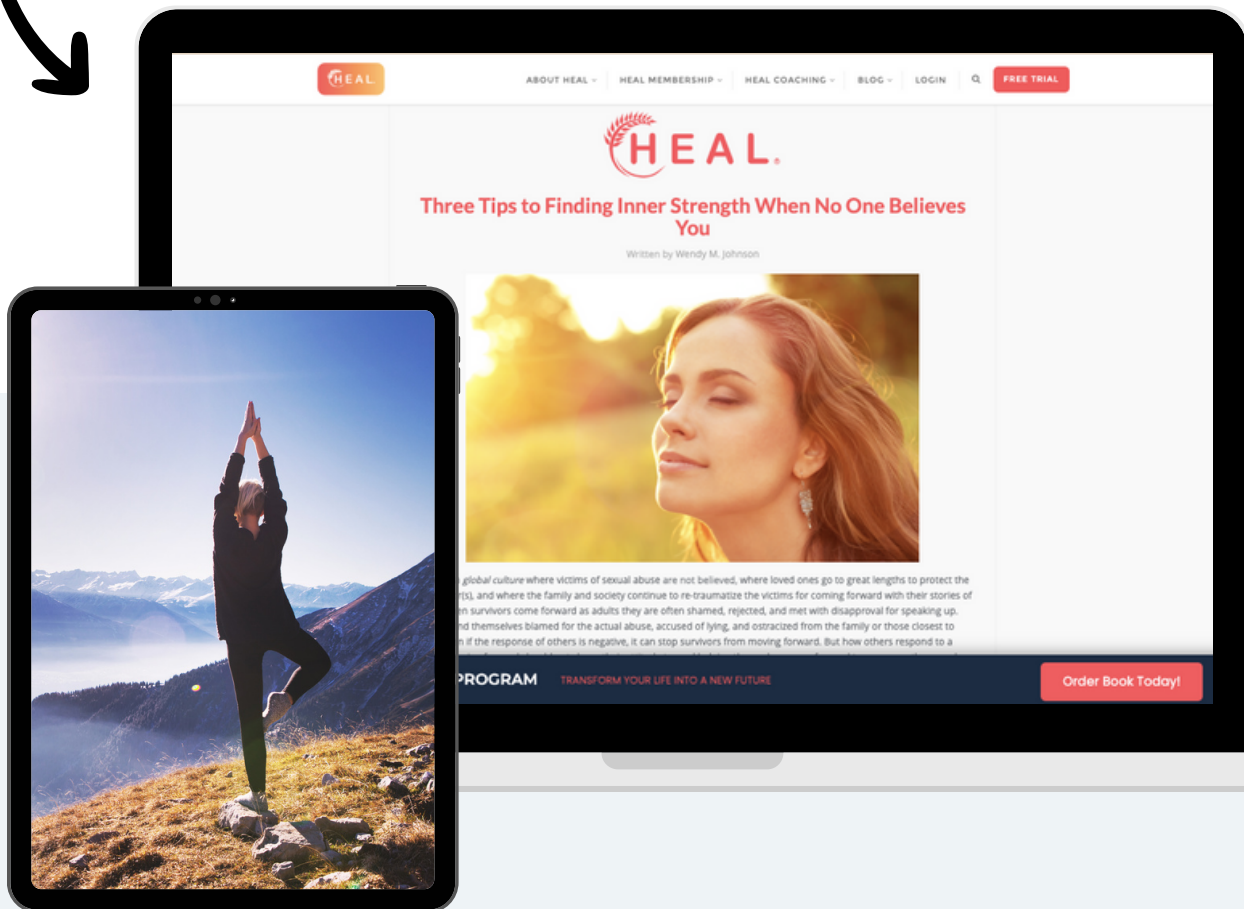 HEAL
ABOUT HEAL
HEAL MEMBERSHIP
HEAL COACHING
BLOG
LOGIN
FREE TRIAL
HEAL®
Three Tips to Finding Inner Strength When No One Believes
You
Written by Wendy M. Johnson
global culture where victims of sexual abuse are not believed, where loved ones go to great lengths to protect the
r(s), and where the family and society continue to re-traumatize the victims for coming forward with their stories of
en survivors come forward as adults they are often shamed, rejected, and met with disapproval for speaking up.
nd themselves blamed for the actual abuse, accused of lying, and ostracized from the family or those closest to
n if the response of others is negative, it can stop survivors from moving forward. But how others respond to a
PROGRAM
TRANSFORM YOUR LIFE INTO A NEW FUTURE
Order Book Today!